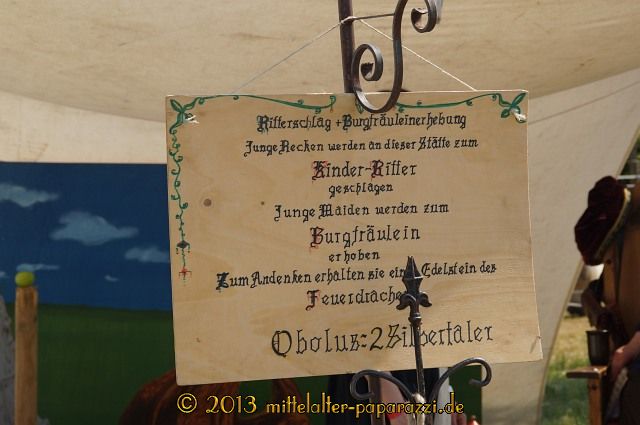 Ritterschlag + Burgfräuleinerhebung
Junge Recken werden an dieser Stätte zum
Kinder-Ritter
geschlagen
Junge Maiden werden zum
Burgfräulein
erhoben
Zum Andenken erhalten sie ein Edelstein des
Feuerdrachen
Obolus:2 Silbertaler
© 2013 mittelalter-paparazzi.de